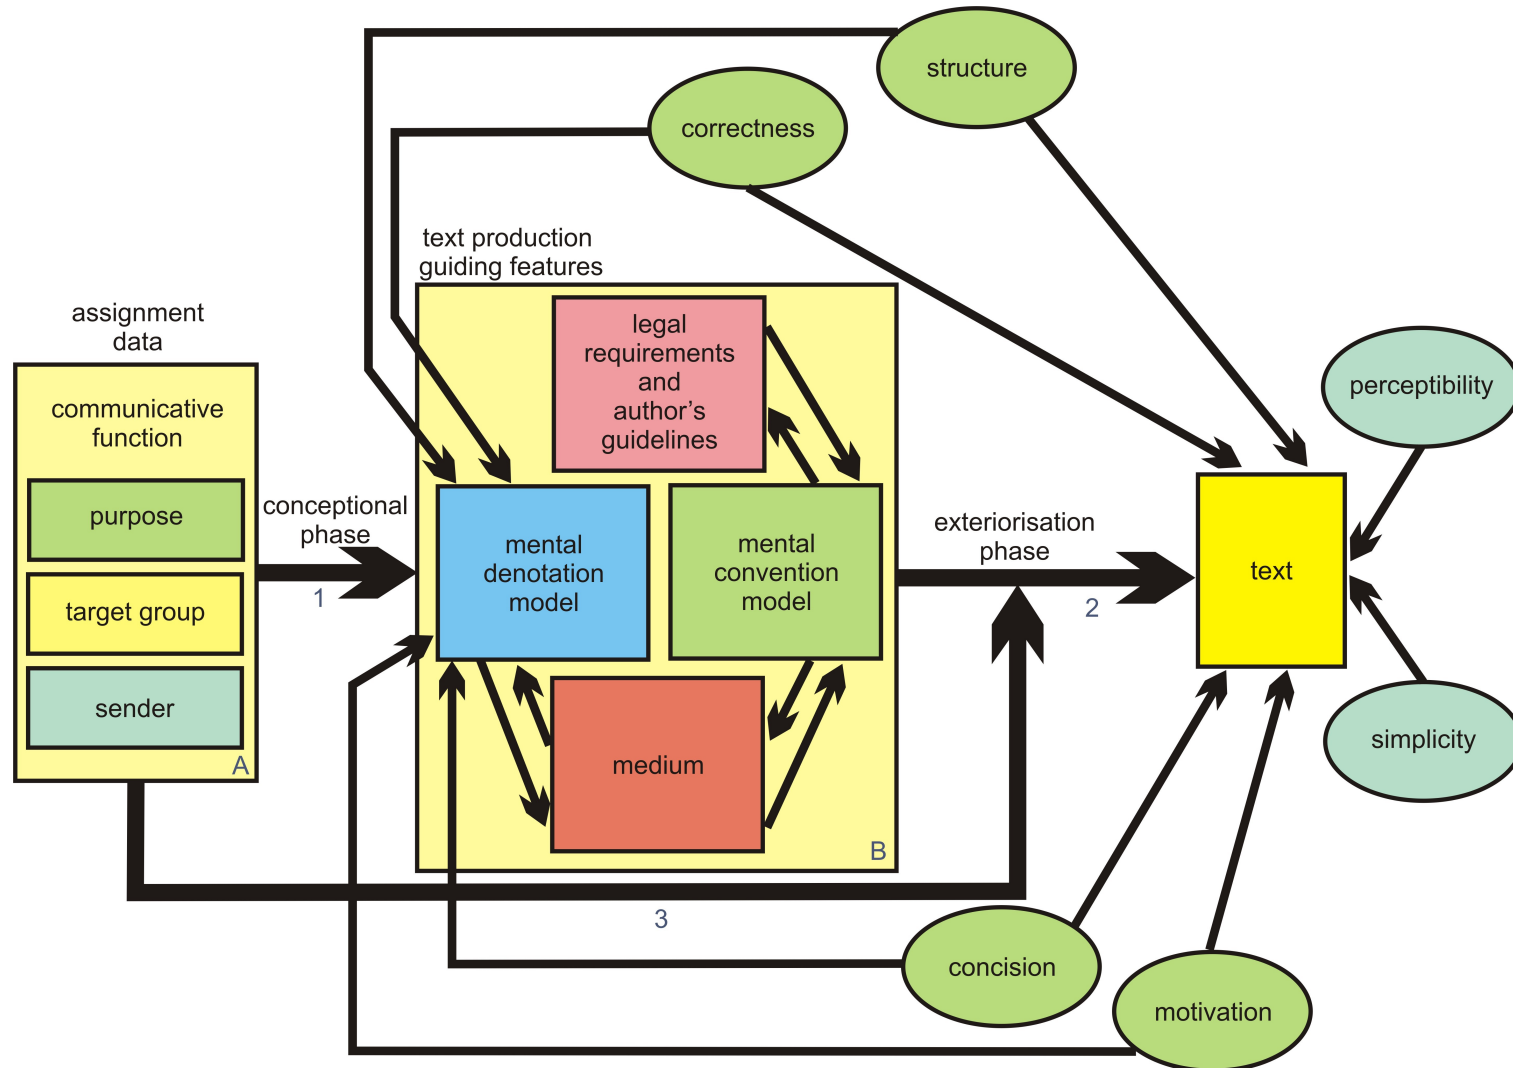 structure
correctness
text production
guiding features
assignment
data
communicative
function
purpose
target group
sender
A
conceptional
phase
1
legal
requirements
and
author's
guidelines
mental
denotation
model
mental
convention
model
medium
B
exteriorisation
phase
2
text
perceptibility
simplicity
3
concision
motivation